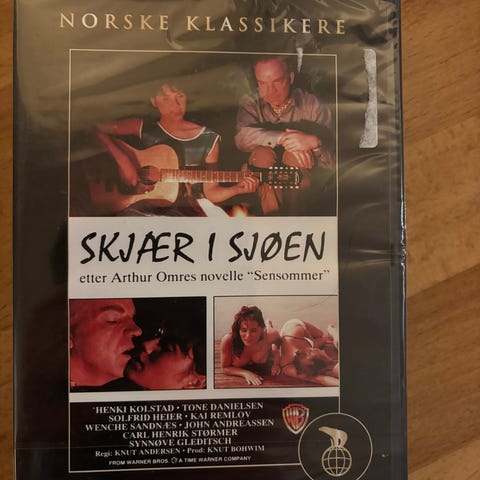 NORSKE KLASSIKERE
SKJÆR I SJØEN
etter Arthur Omres novelle "Sensommer"
'HENKI KOLSTAD · TONE DANIELSEN
SOLFRID HEIER · KAI REMLOV
WENCHE SANDNÆS · JOHN ANDREASSEN
CARL HENRIK STØRMER
SYNNØVE GLEDITSCH
Regi: KNUT ANDERSEN · Prod: KNUT BOHWIM
FROM WARNER BROS. A TIME WARNER COMPANY